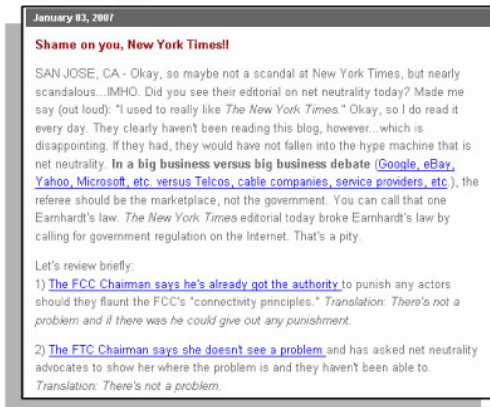 January 03, 2007
Shame on you, New York Times!!
SAN JOSE, CA - Okay, so maybe not a scandal at New York Times, but nearly
scandalous...IMHO. Did you see their editorial on net neutrality today? Made me
say (out loud): "I used to really like The New York Times." Okay, so I do read it
every day. They clearly haven't been reading this blog, however...which is
disappointing. If they had, they would have not fallen into the hype machine that is
net neutrality. In a big business versus big business debate (Google, eBay,
Yahoo, Microsoft, etc. versus Telcos, cable companies, service providers, etc.), the
referee should be the marketplace, not the government. You can call that one
Earnhardt's law. The New York Times editorial today broke Earnhardt's law by
calling for government regulation on the Internet. That's a pity.
Let's review briefly:
1) The FCC Chairman says he's already got the authority to punish any actors
should they flaunt the FCC's "connectivity principles." Translation: There's not a
problem and if there was he could give out any punishment.
2) The FTC Chairman says she doesn't see a problem and has asked net neutrality
advocates to show her where the problem is and they haven't been able to.
Translation: There's not a problem.